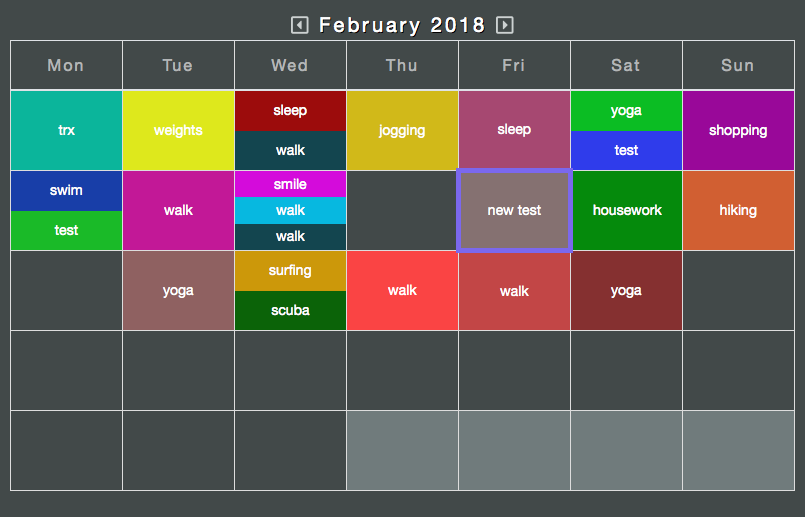 February 2018
Mon Tue Wed Thu Fri Sat Sun
trx weights sleep jogging sleep yoga shopping
walk test
swim walk smile new test housework hiking
walk
test walk
yoga surfing walk walk yoga
scuba